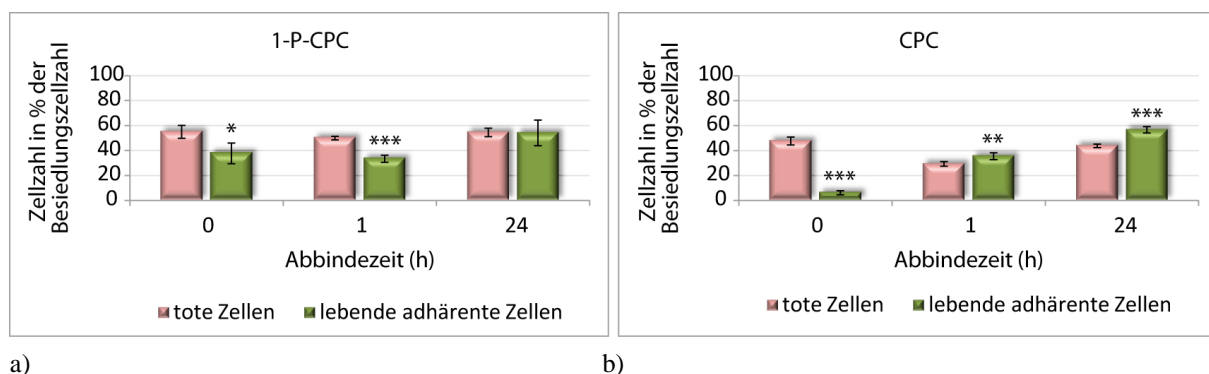 1-P-CPC
Zellzahl in % der
Besiedlungszellzahl
100
80
60
40
20
0
*
***
0
1
24
Abbindezeit (h)
tote Zellen
lebende adhärente Zellen
a)
CPC
Zellzahl in % der
Besiedlungszellzahl
100
80
60
40
20
0
***
**
***
0
1
24
Abbindezeit (h)
tote Zellen
lebende adhärente Zellen
b)